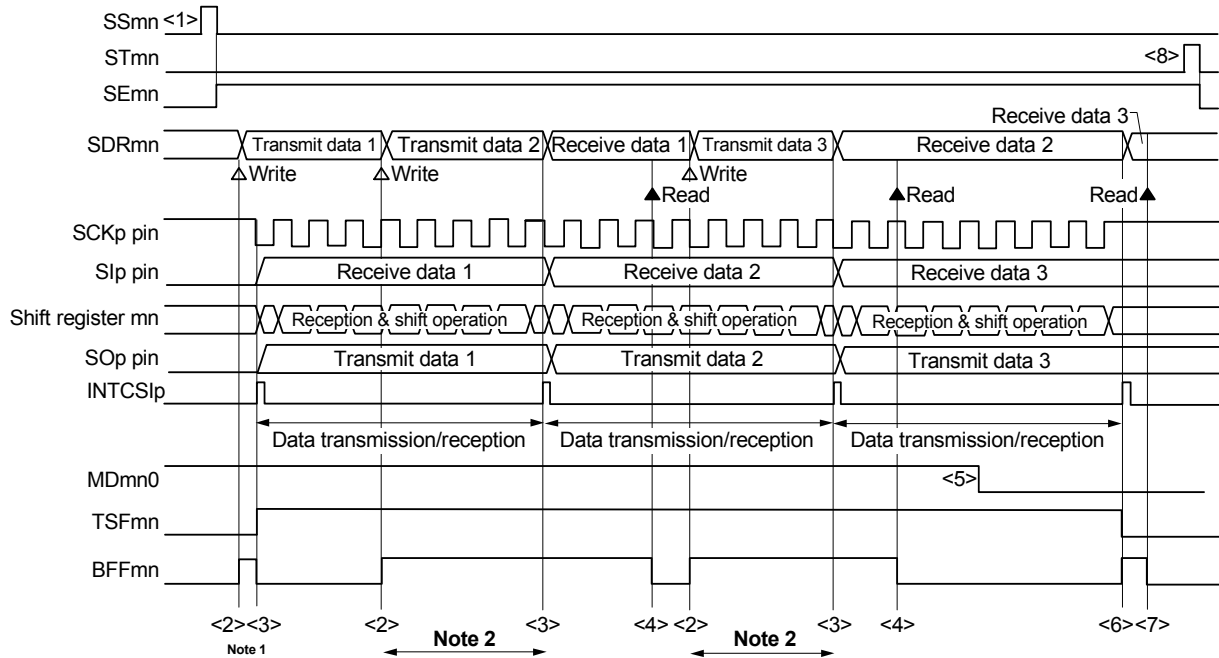 SSmn <1>
STmn <8>
SEmn
Receive data 3
SDRmn Transmit data 1 Transmit data 2 Receive data 1 Transmit data 3 Receive data 2
Write Write Write
Read Read Read
SCKp pin
SIp pin Receive data 1 Receive data 2 Receive data 3
Shift register mn Reception & shift operation Reception & shift operation Reception & shift operation
SOp pin Transmit data 1 Transmit data 2 Transmit data 3
INTCSIp
Data transmission/reception Data transmission/reception Data transmission/reception
MDmn0 <5>
TSFmn
BFFmn
<2> <3> <2> <3> <4> <2> <3> <4> <6> <7>
Note 1 Note 2 Note 2